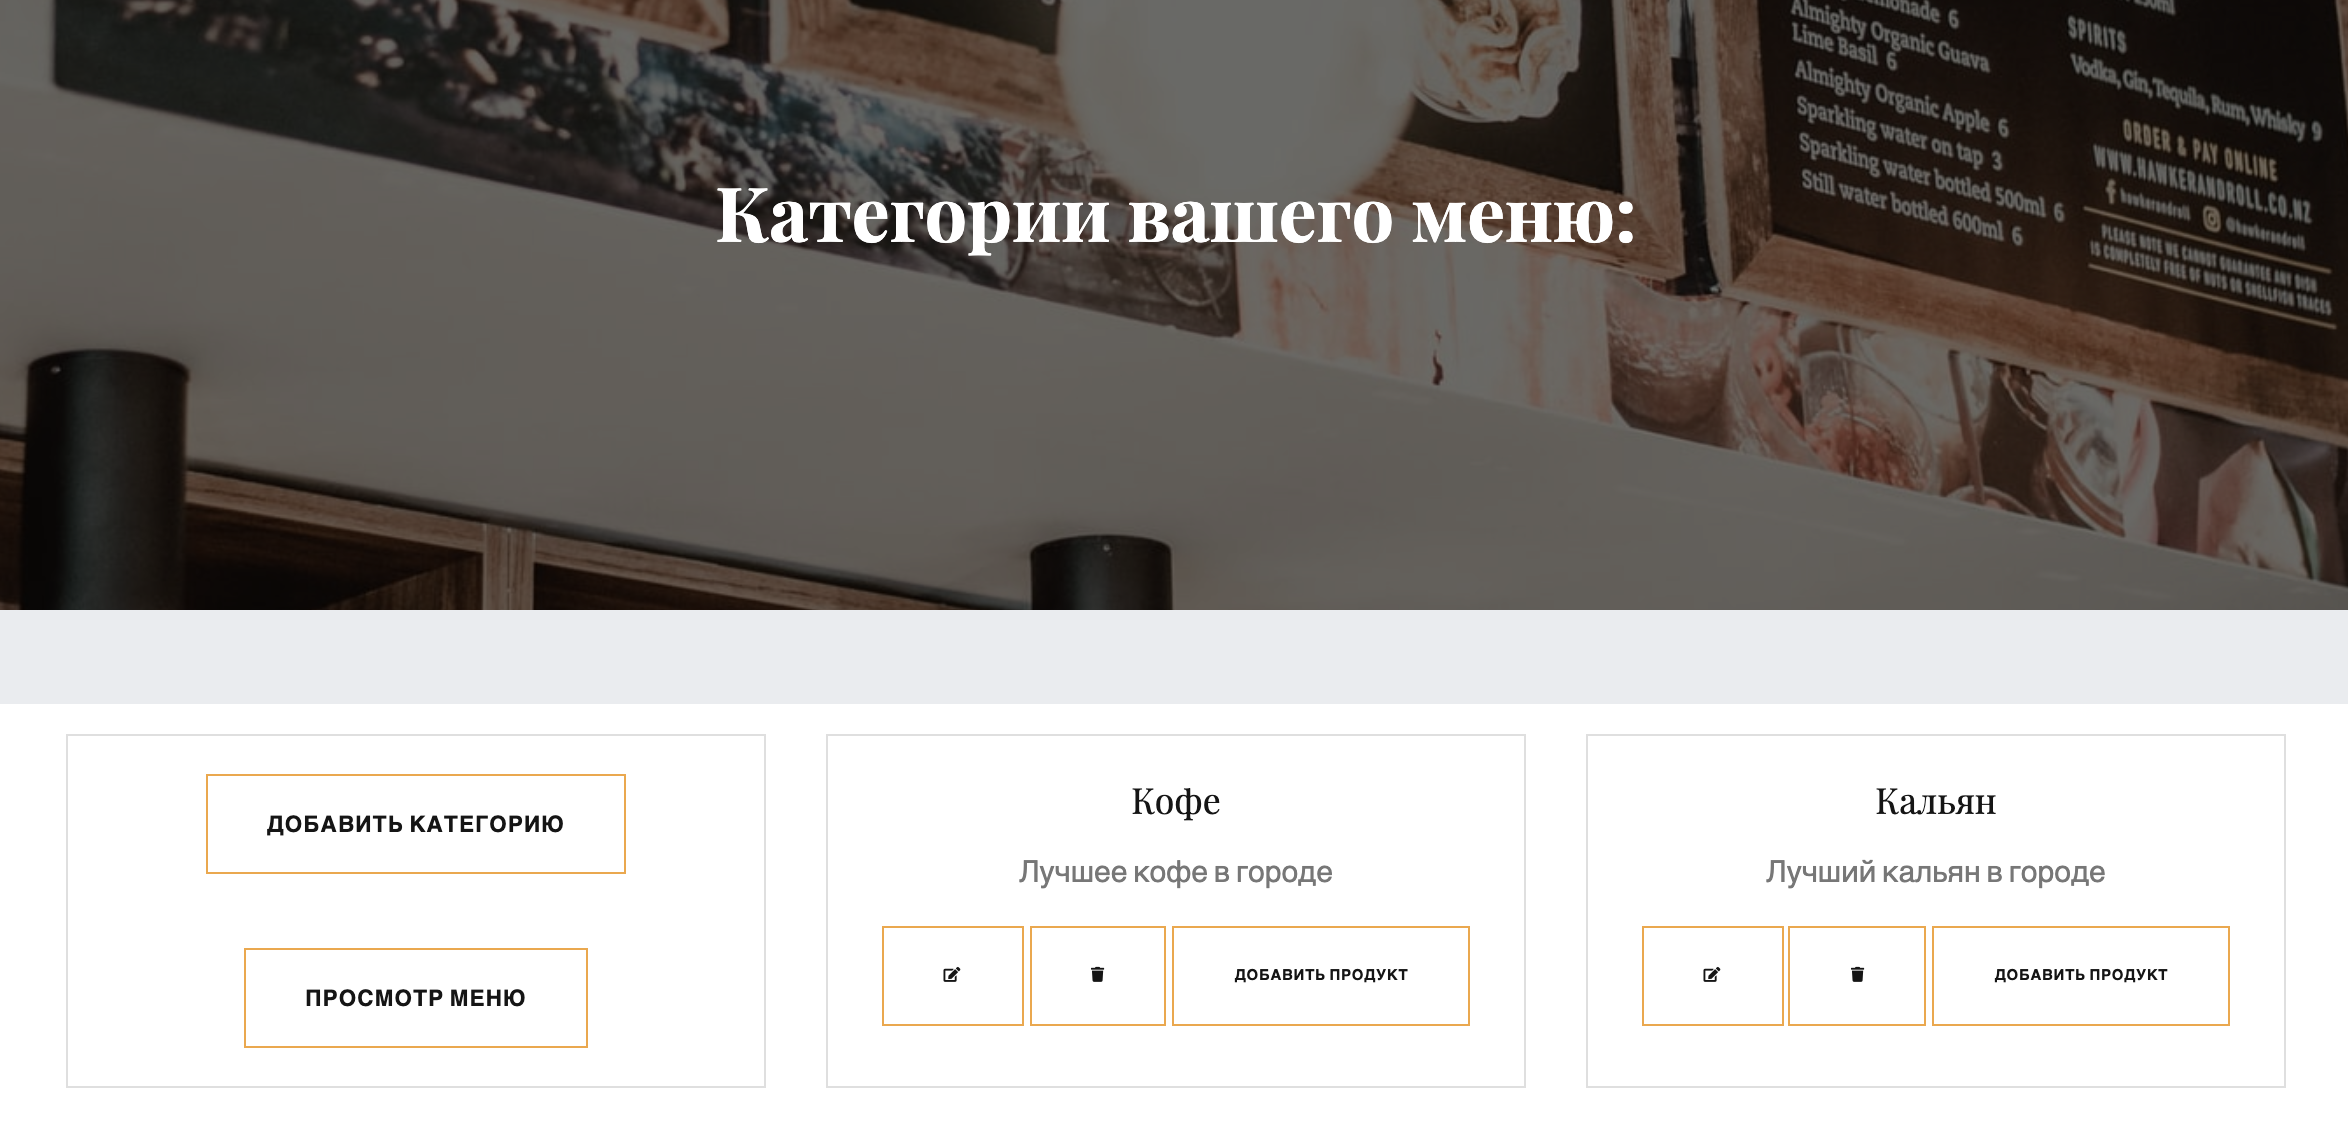 Almighty Organic Guava
Lime Basil 6
Almighty Organic Apple 6
Sparkling water on tap 3
Sparkling water bottled 500ml 6
Still water bottled 600ml 6
SPIRITS
Vodka, Gin, Tequila, Rum, Whisky 9
ORDER & PAY ONLINE
WWW.HAWKERANDROLL.CO.NZ
hawkerandroll @hawkerandroll
PLEASE NOTE WE CANNOT GUARANTEE ANY DISH
IS COMPLETELY FREE OF NUTS OR SHELLFISH TRACES
Категории вашего меню:
ДОБАВИТЬ КАТЕГОРИЮ
ПРОСМОТР МЕНЮ
Кофе
Лучшее кофе в городе
ДОБАВИТЬ ПРОДУКТ
Кальян
Лучший кальян в городе
ДОБАВИТЬ ПРОДУКТ